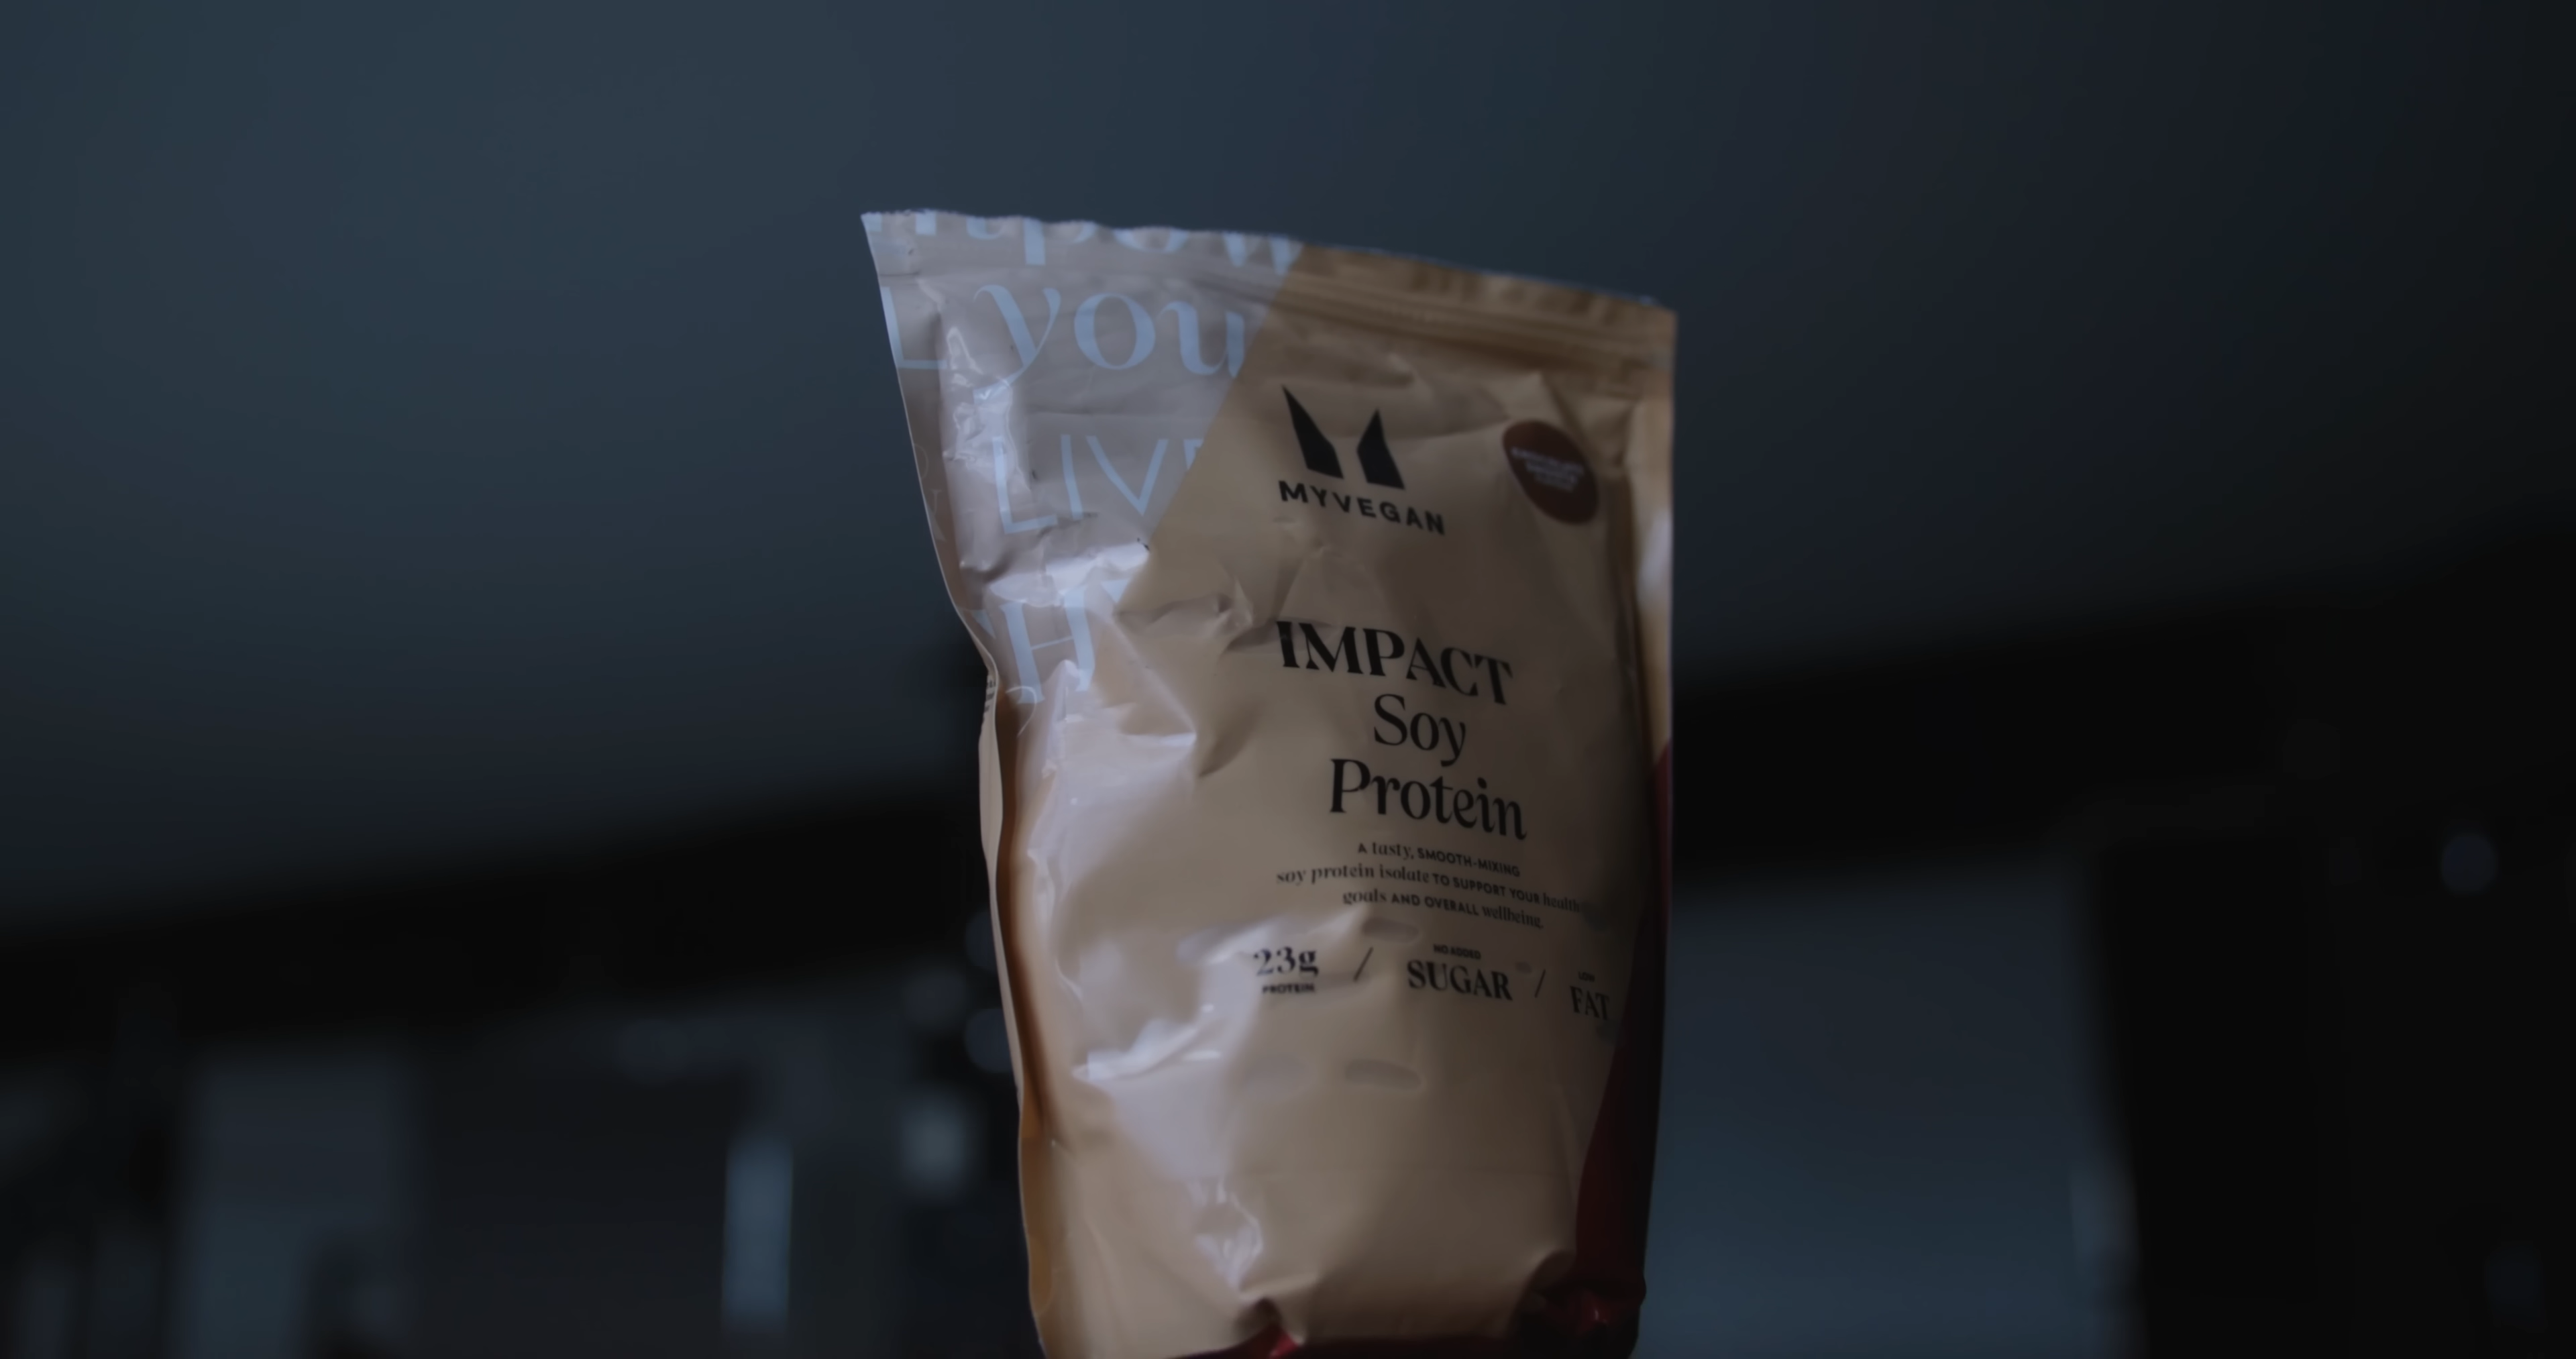 you
LIV
H
MYVEGAN
IMPACT
Soy
Protein
A tasty, SMOOTH-MIXING
soy protein isolate TO SUPPORT YOUR health
goals AND OVERALL wellbeing.
23g
PROTEIN
/
NO ADDED
SUGAR
/
LOW
FAT